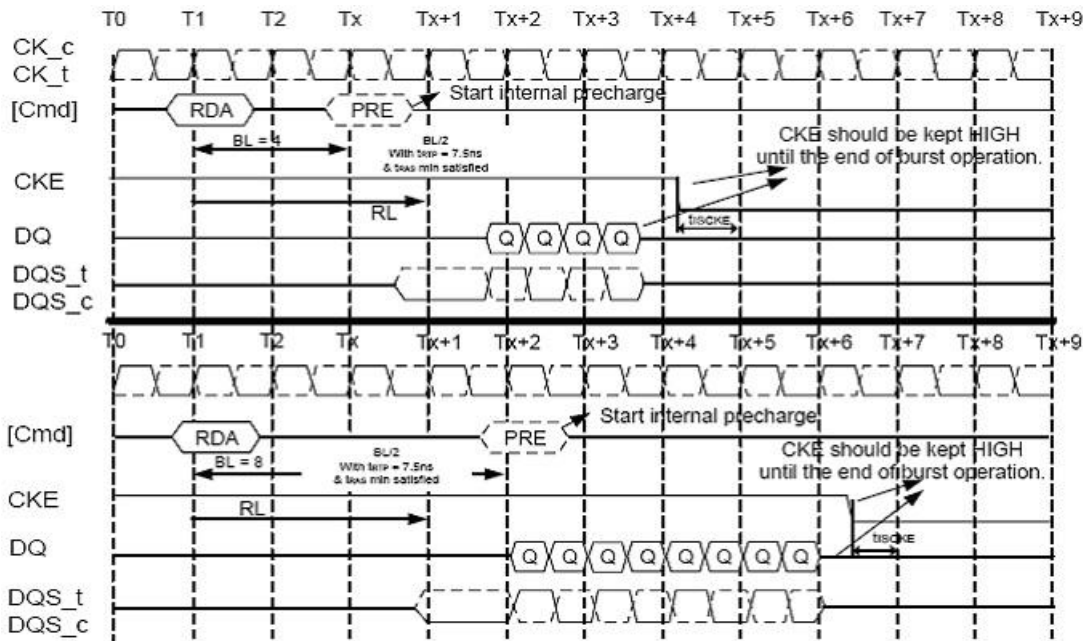 T0 T1 T2 Tx Tx+1 Tx+2 Tx+3 Tx+4 Tx+5 Tx+6 Tx+7 Tx+8 Tx+9
CK_c
CK_t
[Cmd] RDA PRE Start internal precharge
BL = 4
BL/2
With tRTP = 7.5ns
& tRAS min satisfied
CKE should be kept HIGH
until the end of burst operation.
CKE
RL
tISCKE
DQ Q Q Q Q
DQS_t
DQS_c
T0 T1 T2 Tx Tx+1 Tx+2 Tx+3 Tx+4 Tx+5 Tx+6 Tx+7 Tx+8 Tx+9
[Cmd] RDA PRE Start internal precharge
BL = 8
BL/2
With tRTP = 7.5ns
& tRAS min satisfied
CKE should be kept HIGH
until the end of burst operation.
CKE
RL
tISCKE
DQ Q Q Q Q Q Q Q Q
DQS_t
DQS_c